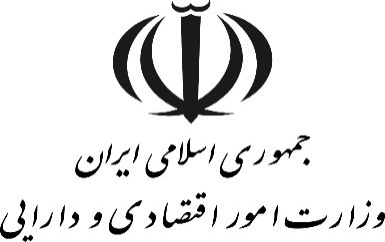 جمهوری اسلامی ایران
وزارت امور اقتصادی و دارایی